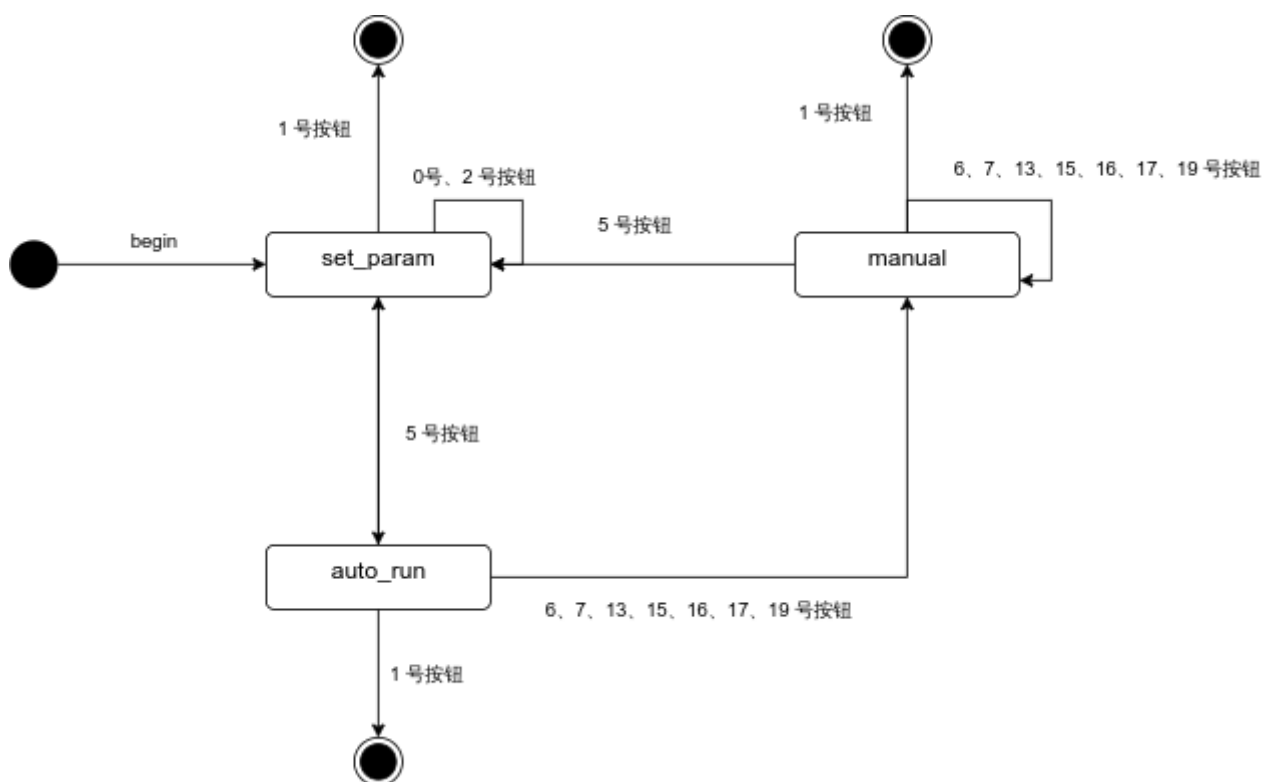 1 号按钮
1 号按钮
0号、2 号按钮
6、7、13、15、16、17、19 号按钮
begin
5 号按钮
set_param
manual
5 号按钮
auto_run
6、7、13、15、16、17、19 号按钮
1 号按钮